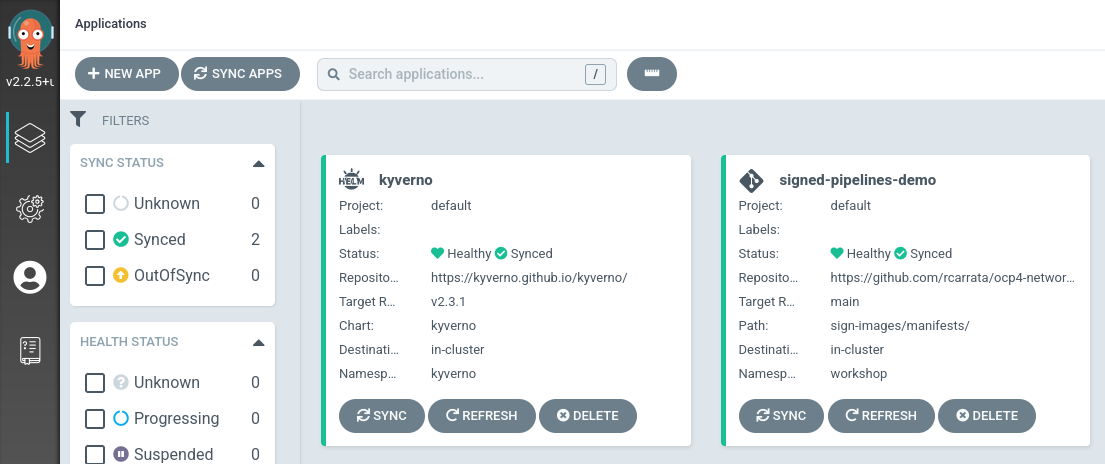 Applications
v2.2.5+u
NEW APP
SYNC APPS
Search applications...
/
FILTERS
SYNC STATUS
Unknown 0
Synced 2
OutOfSync 0
HEALTH STATUS
Unknown 0
Progressing 0
Suspended 0
HELM kyverno
Project: default
Labels:
Status: Healthy Synced
Reposito... https://kyverno.github.io/kyverno/
Target R... v2.3.1
Chart: kyverno
Destinati... in-cluster
Namesp... kyverno
SYNC REFRESH DELETE
signed-pipelines-demo
Project: default
Labels:
Status: Healthy Synced
Reposito... https://github.com/rcarrata/ocp4-networ...
Target R... main
Path: sign-images/manifests/
Destinati... in-cluster
Namesp... workshop
SYNC REFRESH DELETE